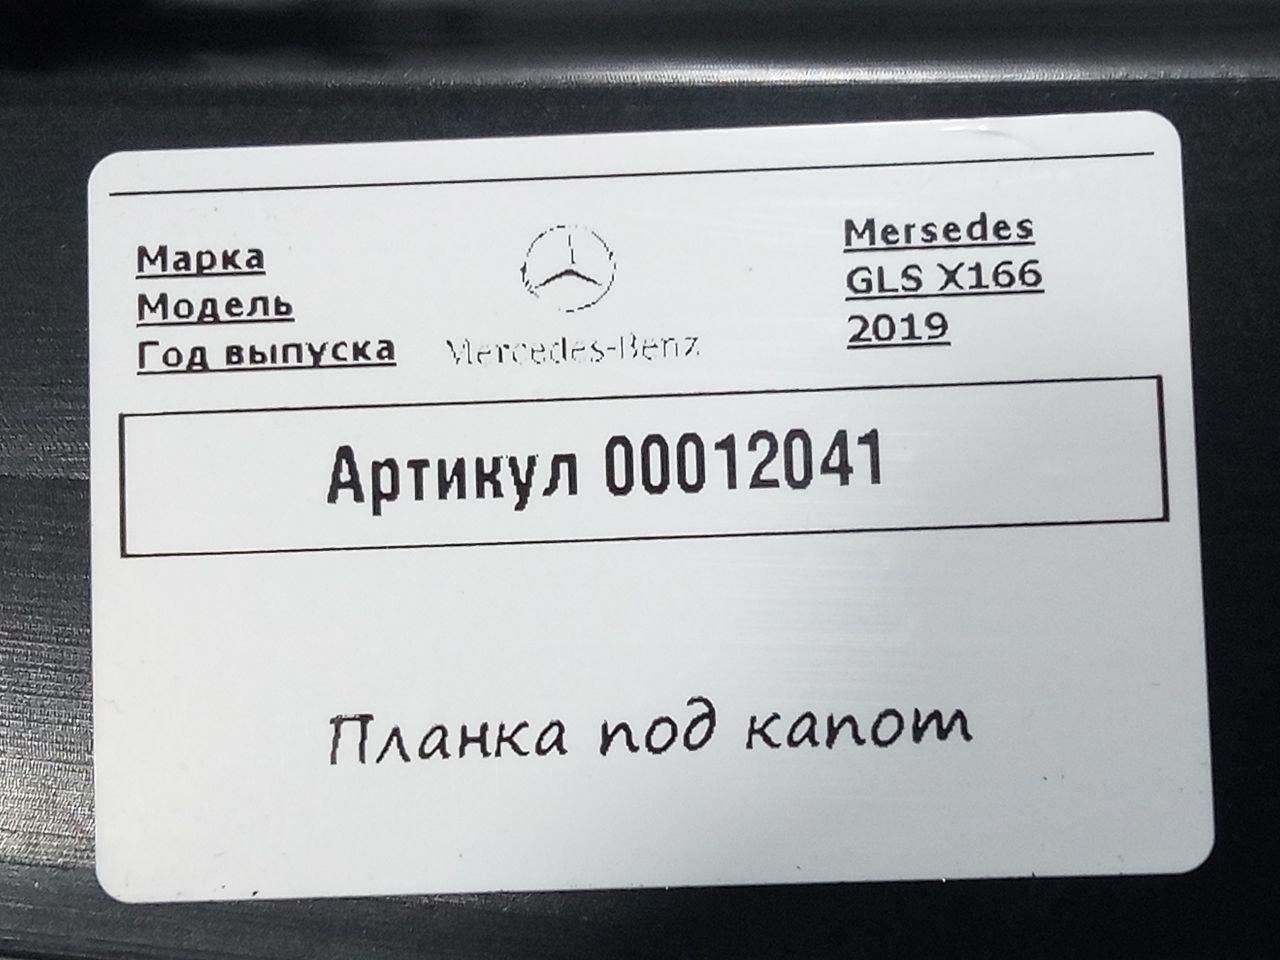 Марка
Модель
Год выпуска
Mercedes-Benz
Mersedes
GLS X166
2019
Артикул 00012041
Планка под капот